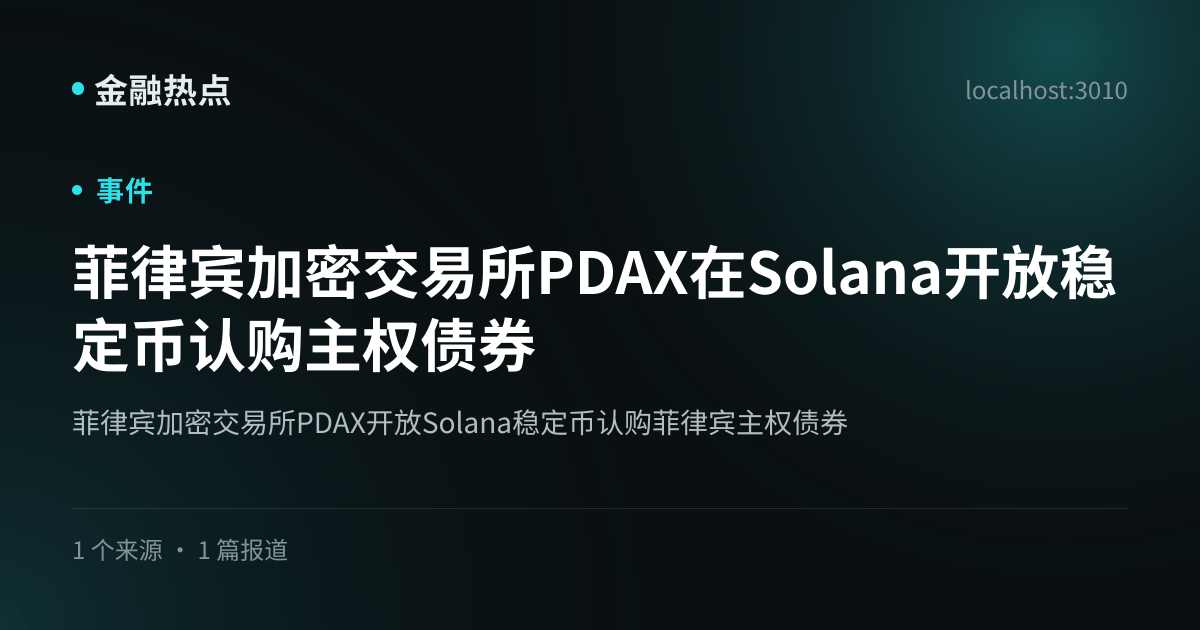 金融热点
localhost:3010
事件
菲律宾加密交易所PDAX在Solana开放稳
定币认购主权债券
菲律宾加密交易所PDAX开放Solana稳定币认购菲律宾主权债券
1 个来源 · 1 篇报道